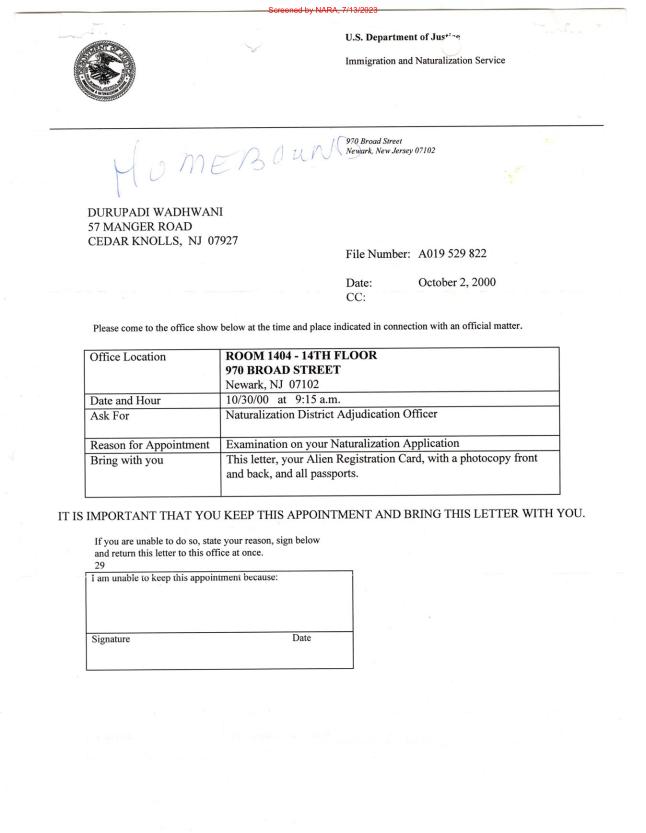 Screened by NARA, 7/13/2023
U.S. Department of Justice
Immigration and Naturalization Service
970 Broad Street
Newark, New Jersey 07102
HOMEBOUND
DURUPADI WADHWANI
57 MANGER ROAD
CEDAR KNOLLS, NJ 07927
File Number: A019 529 822
Date: October 2, 2000
CC:
Please come to the office show below at the time and place indicated in connection with an official matter.
Office Location ROOM 1404 - 14TH FLOOR
970 BROAD STREET
Newark, NJ 07102
Date and Hour 10/30/00 at 9:15 a.m.
Ask For Naturalization District Adjudication Officer
Reason for Appointment Examination on your Naturalization Application
Bring with you This letter, your Alien Registration Card, with a photocopy front
and back, and all passports.
IT IS IMPORTANT THAT YOU KEEP THIS APPOINTMENT AND BRING THIS LETTER WITH YOU.
If you are unable to do so, state your reason, sign below
and return this letter to this office at once.
29
I am unable to keep this appointment because:
Signature Date